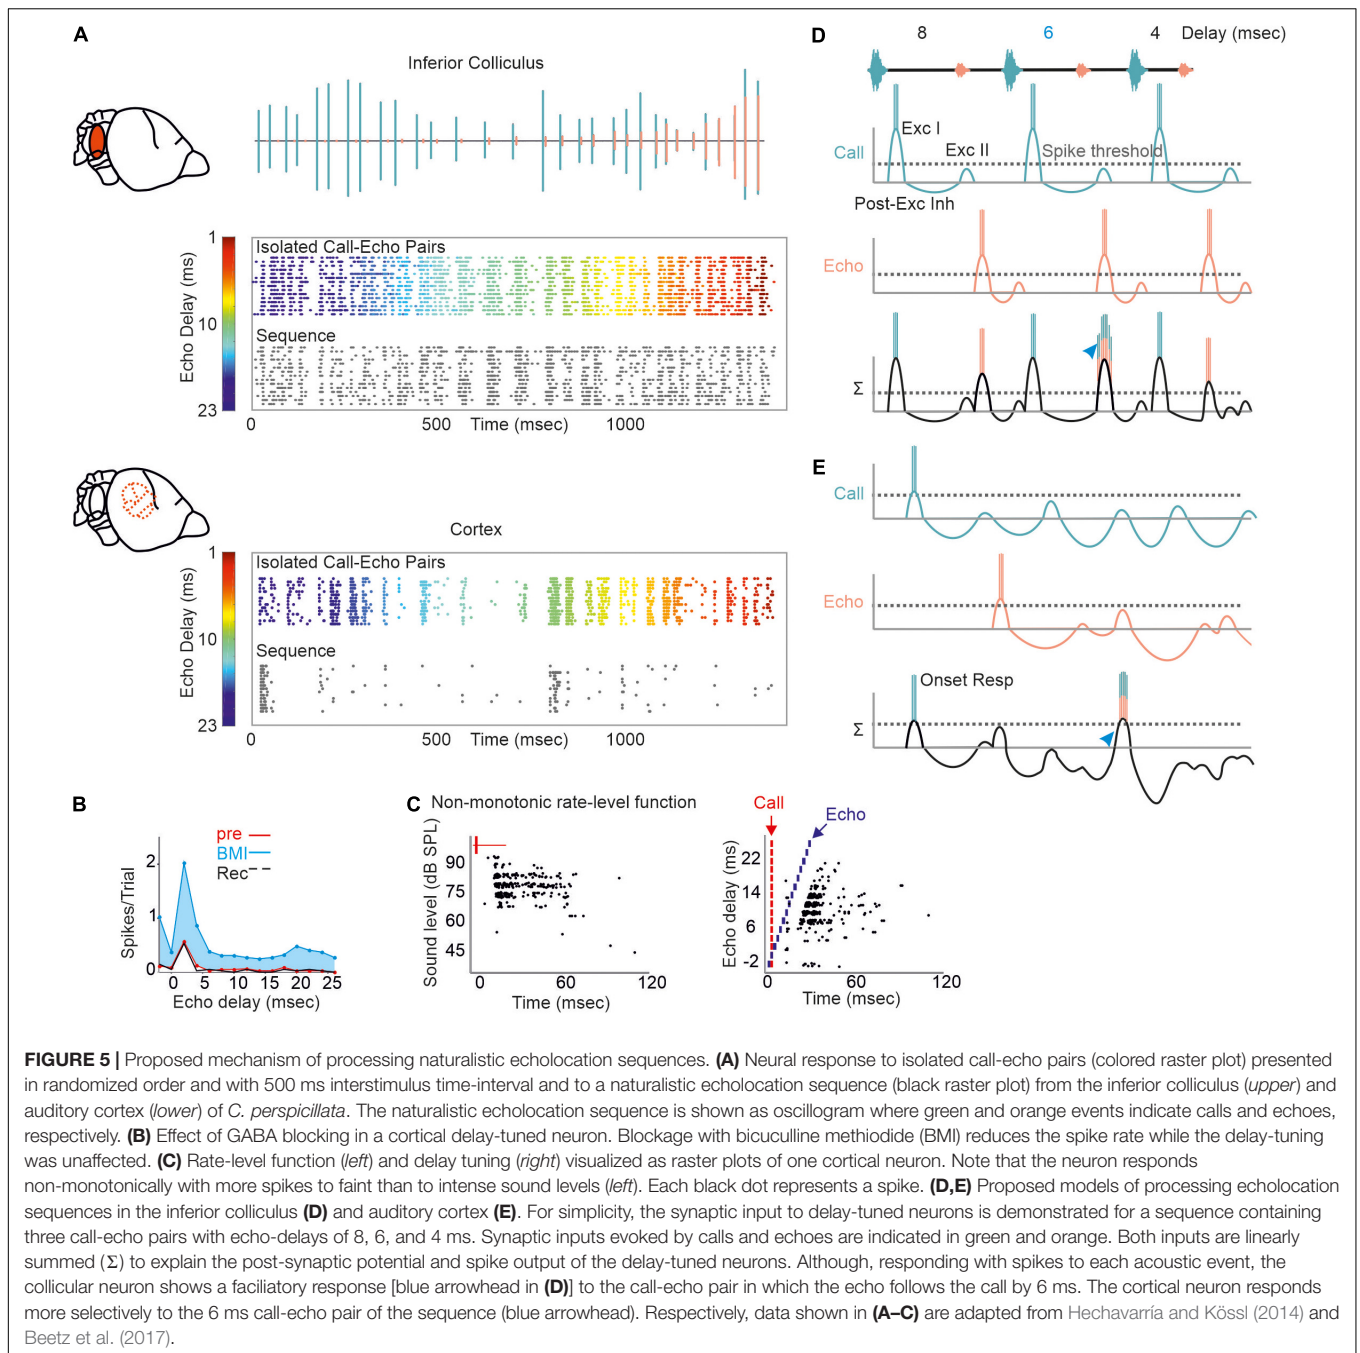 A
Inferior Colliculus
Isolated Call-Echo Pairs
Sequence
Echo Delay (ms)
1
10
23
0
500
Time (msec)
1000
Cortex
Isolated Call-Echo Pairs
Sequence
Echo Delay (ms)
1
10
23
0
500
Time (msec)
1000
D
8
6
4
Delay (msec)
Exc I
Exc II
Spike threshold
Call
Post-Exc Inh
Echo
Σ
E
Call
Echo
Onset Resp
Σ
B
pre
BMI
Rec
Spikes/Trial
2
1
0
0
5
10
15
20
25
Echo delay (msec)
C
Non-monotonic rate-level function
Sound level (dB SPL)
90
75
60
45
0
60
120
Time (msec)
Call
Echo
Echo delay (ms)
22
14
6
-2
0
60
120
Time (msec)
FIGURE 5 | Proposed mechanism of processing naturalistic echolocation sequences. (A) Neural response to isolated call-echo pairs (colored raster plot) presented
in randomized order and with 500 ms interstimulus time-interval and to a naturalistic echolocation sequence (black raster plot) from the inferior colliculus (upper) and
auditory cortex (lower) of C. perspicillata. The naturalistic echolocation sequence is shown as oscillogram where green and orange events indicate calls and echoes,
respectively. (B) Effect of GABA blocking in a cortical delay-tuned neuron. Blockage with bicuculline methiodide (BMI) reduces the spike rate while the delay-tuning
was unaffected. (C) Rate-level function (left) and delay tuning (right) visualized as raster plots of one cortical neuron. Note that the neuron responds
non-monotonically with more spikes to faint than to intense sound levels (left). Each black dot represents a spike. (D,E) Proposed models of processing echolocation
sequences in the inferior colliculus (D) and auditory cortex (E). For simplicity, the synaptic input to delay-tuned neurons is demonstrated for a sequence containing
three call-echo pairs with echo-delays of 8, 6, and 4 ms. Synaptic inputs evoked by calls and echoes are indicated in green and orange. Both inputs are linearly
summed (Σ) to explain the post-synaptic potential and spike output of the delay-tuned neurons. Although, responding with spikes to each acoustic event, the
collicular neuron shows a faciliatory response [blue arrowhead in (D)] to the call-echo pair in which the echo follows the call by 6 ms. The cortical neuron responds
more selectively to the 6 ms call-echo pair of the sequence (blue arrowhead). Respectively, data shown in (A–C) are adapted from Hechavarría and Kössl (2014) and
Beetz et al. (2017).